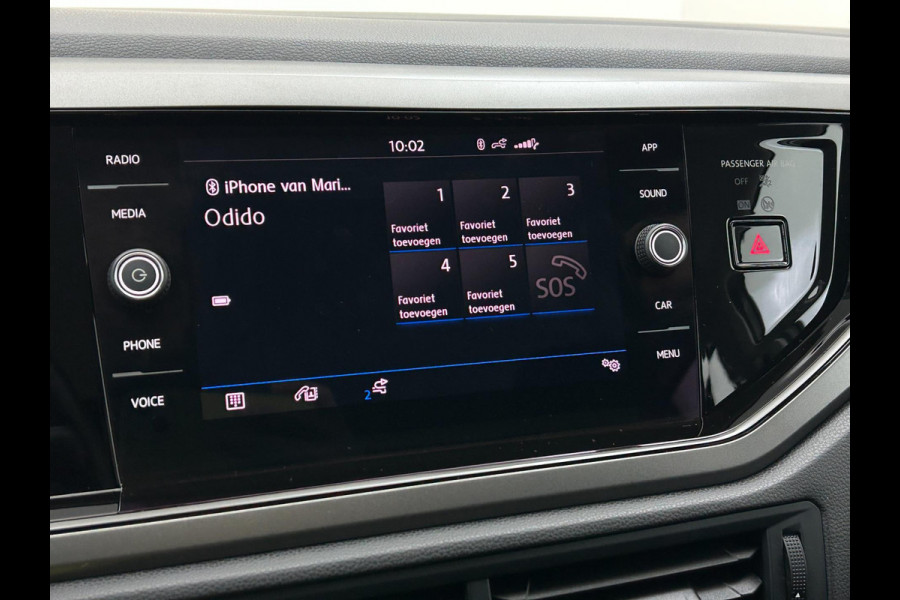 10:02
RADIO
MEDIA
PHONE
VOICE
iPhone van Mari...
Odido
1
Favoriet
toevoegen
2
Favoriet
toevoegen
3
Favoriet
toevoegen
4
Favoriet
toevoegen
5
Favoriet
toevoegen
SOS
2
APP
SOUND
CAR
MENU
PASSENGER AIR BAG
OFF